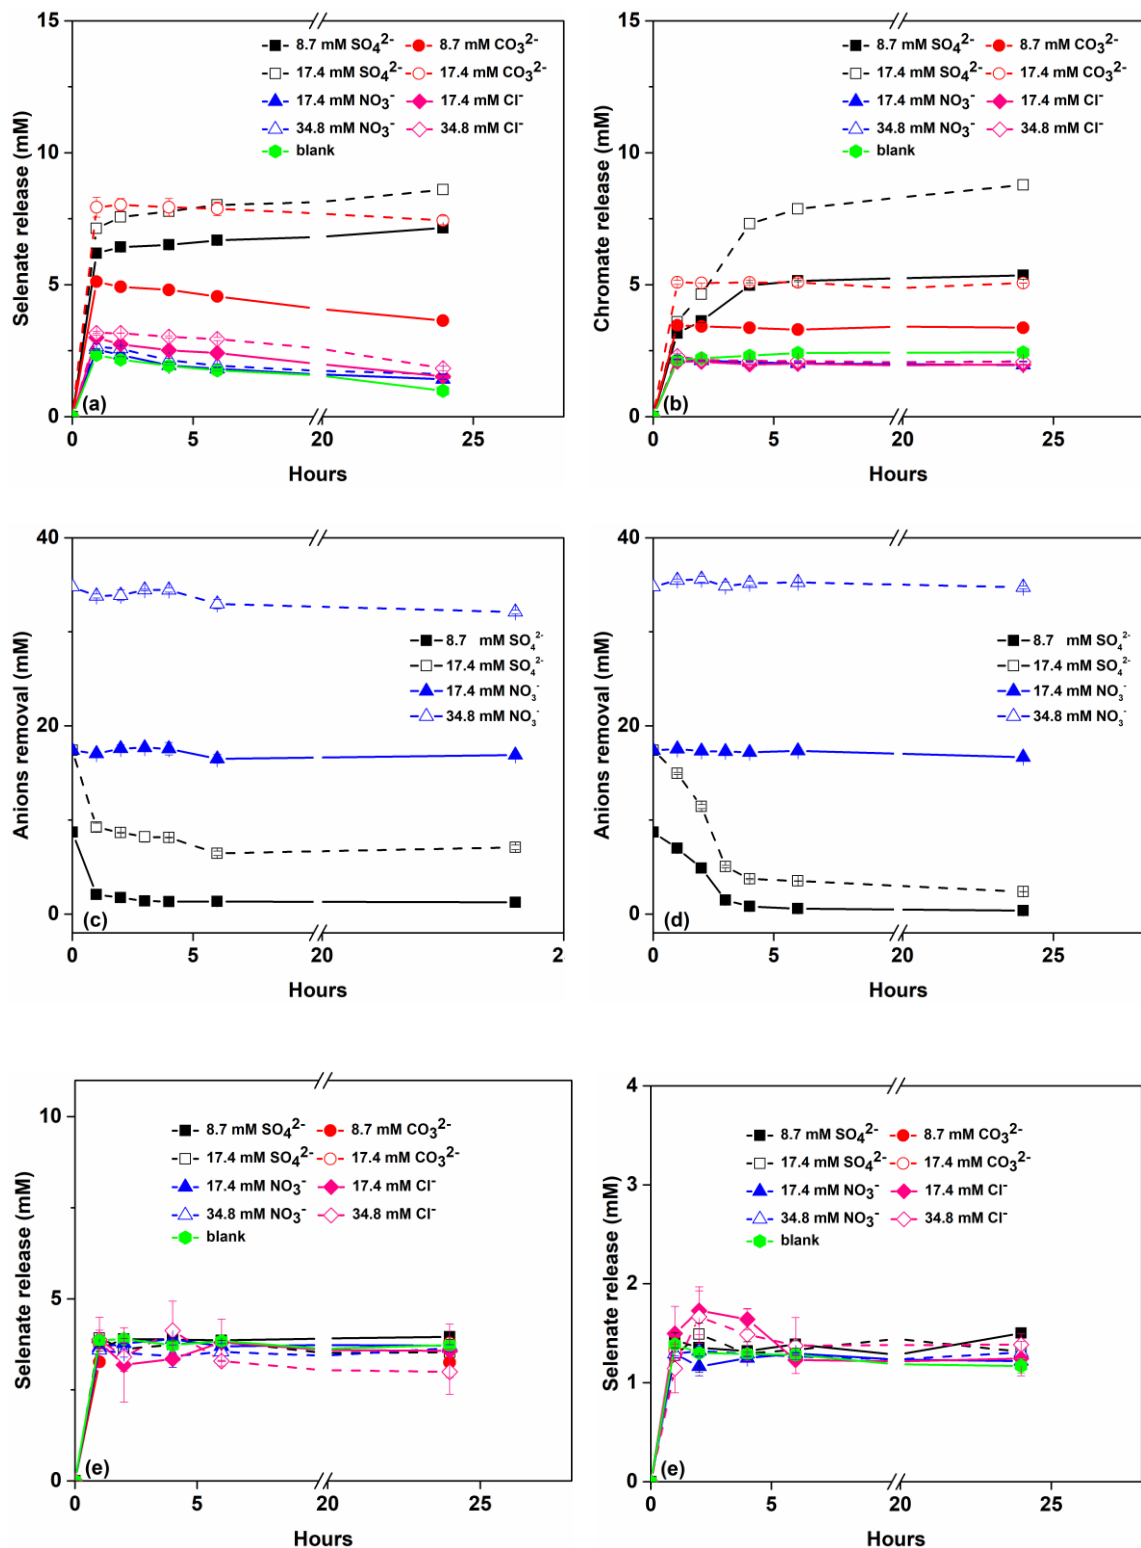 15
10
5
0
Selenate release (mM)
8.7 mM SO4^2- 8.7 mM CO3^2-
17.4 mM SO4^2- 17.4 mM CO3^2-
17.4 mM NO3^- 17.4 mM Cl^-
34.8 mM NO3^- 34.8 mM Cl^-
blank
(a)
0 5 20 25
Hours
15
10
5
0
Chromate release (mM)
8.7 mM SO4^2- 8.7 mM CO3^2-
17.4 mM SO4^2- 17.4 mM CO3^2-
17.4 mM NO3^- 17.4 mM Cl^-
34.8 mM NO3^- 34.8 mM Cl^-
blank
(b)
0 5 20 25
Hours
40
20
0
Anions removal (mM)
8.7 mM SO4^2-
17.4 mM SO4^2-
17.4 mM NO3^-
34.8 mM NO3^-
(c)
0 5 20 2
Hours
40
20
0
Anions removal (mM)
8.7 mM SO4^2-
17.4 mM SO4^2-
17.4 mM NO3^-
34.8 mM NO3^-
(d)
0 5 20 25
Hours
10
5
0
Selenate release (mM)
8.7 mM SO4^2- 8.7 mM CO3^2-
17.4 mM SO4^2- 17.4 mM CO3^2-
17.4 mM NO3^- 17.4 mM Cl^-
34.8 mM NO3^- 34.8 mM Cl^-
blank
(e)
0 5 20 25
Hours
4
3
2
1
0
Selenate release (mM)
8.7 mM SO4^2- 8.7 mM CO3^2-
17.4 mM SO4^2- 17.4 mM CO3^2-
17.4 mM NO3^- 17.4 mM Cl^-
34.8 mM NO3^- 34.8 mM Cl^-
blank
(e)
0 5 20 25
Hours